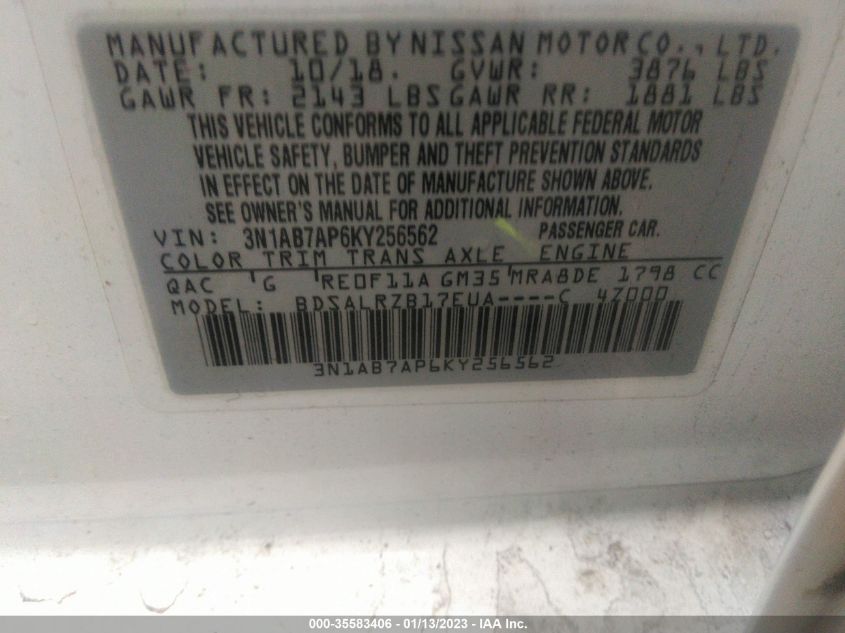 MANUFACTURED BY NISSAN MOTOR CO., LTD.
DATE: 10/18. GVWR: 3876 LBS
GAWR FR: 2143 LBS GAWR RR: 1881 LBS
THIS VEHICLE CONFORMS TO ALL APPLICABLE FEDERAL MOTOR
VEHICLE SAFETY, BUMPER AND THEFT PREVENTION STANDARDS
IN EFFECT ON THE DATE OF MANUFACTURE SHOWN ABOVE.
SEE OWNER'S MANUAL FOR ADDITIONAL INFORMATION.
VIN: 3N1AB7AP6KY256562 PASSENGER CAR.
COLOR TRIM TRANS AXLE ENGINE
QAC G RE0F11A GM35 MRA8DE 1798 CC
MODEL: BDSALRZB17EUA----C 4Z000
3N1AB7AP6KY256562
000-35583406 - 01/13/2023 - IAA Inc.